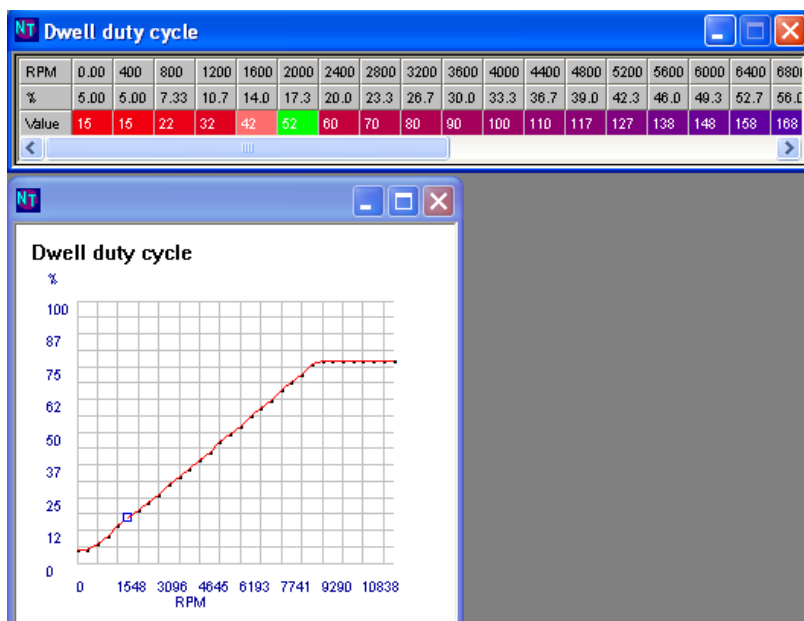 NT Dwell duty cycle
RPM 0.00 400 800 1200 1600 2000 2400 2800 3200 3600 4000 4400 4800 5200 5600 6000 6400
% 5.00 5.00 7.33 10.7 14.0 17.3 20.0 23.3 26.7 30.0 33.3 36.7 39.0 42.3 46.0 49.3 52.7 56.0
Value 15 15 22 32 42 52 60 70 80 90 100 110 117 127 138 148 158 168
NT
Dwell duty cycle
%
100
87
75
62
50
37
25
12
0
0 1548 3096 4645 6193 7741 9290 10838
RPM